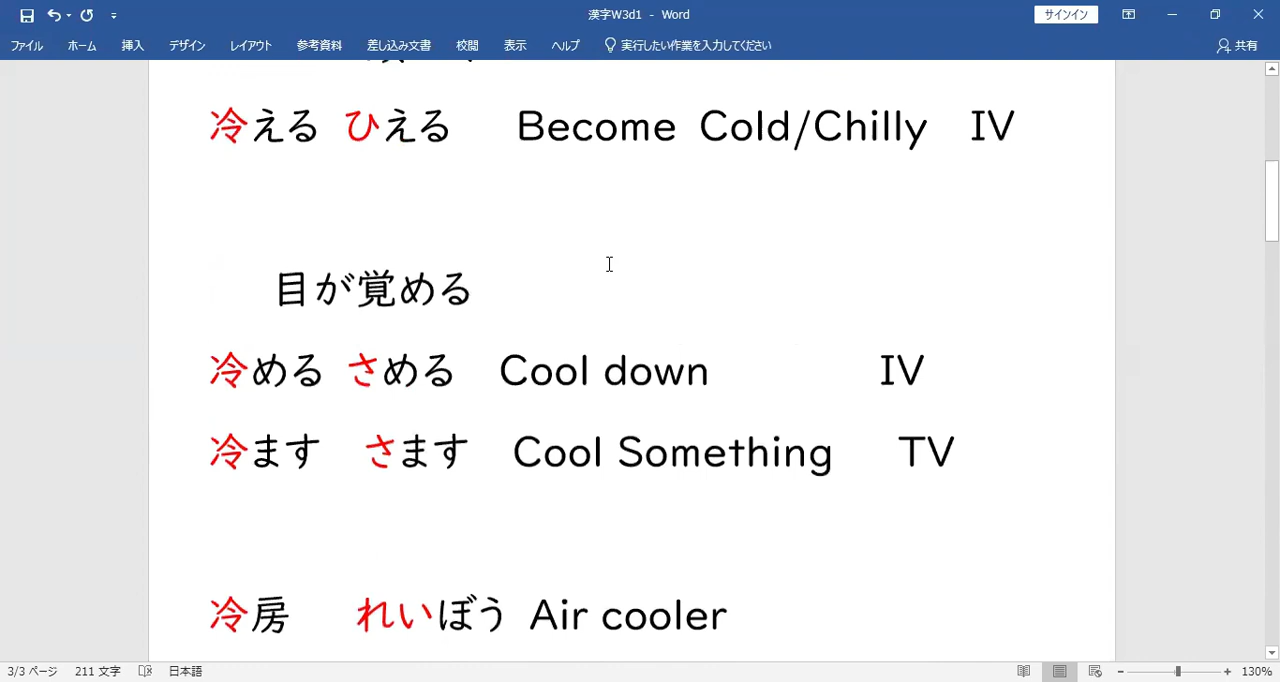 漢字W3d1 - Word
サインイン
ファイル ホーム 挿入 デザイン レイアウト 参考資料 差し込み文書 校閲 表示 ヘルプ 実行したい作業を入力してください 共有
冷える ひえる Become Cold/Chilly IV
目が覚める
冷める さめる Cool down IV
冷ます さます Cool Something TV
冷房 れいぼう Air cooler
3/3 ページ 211 文字 日本語 130%